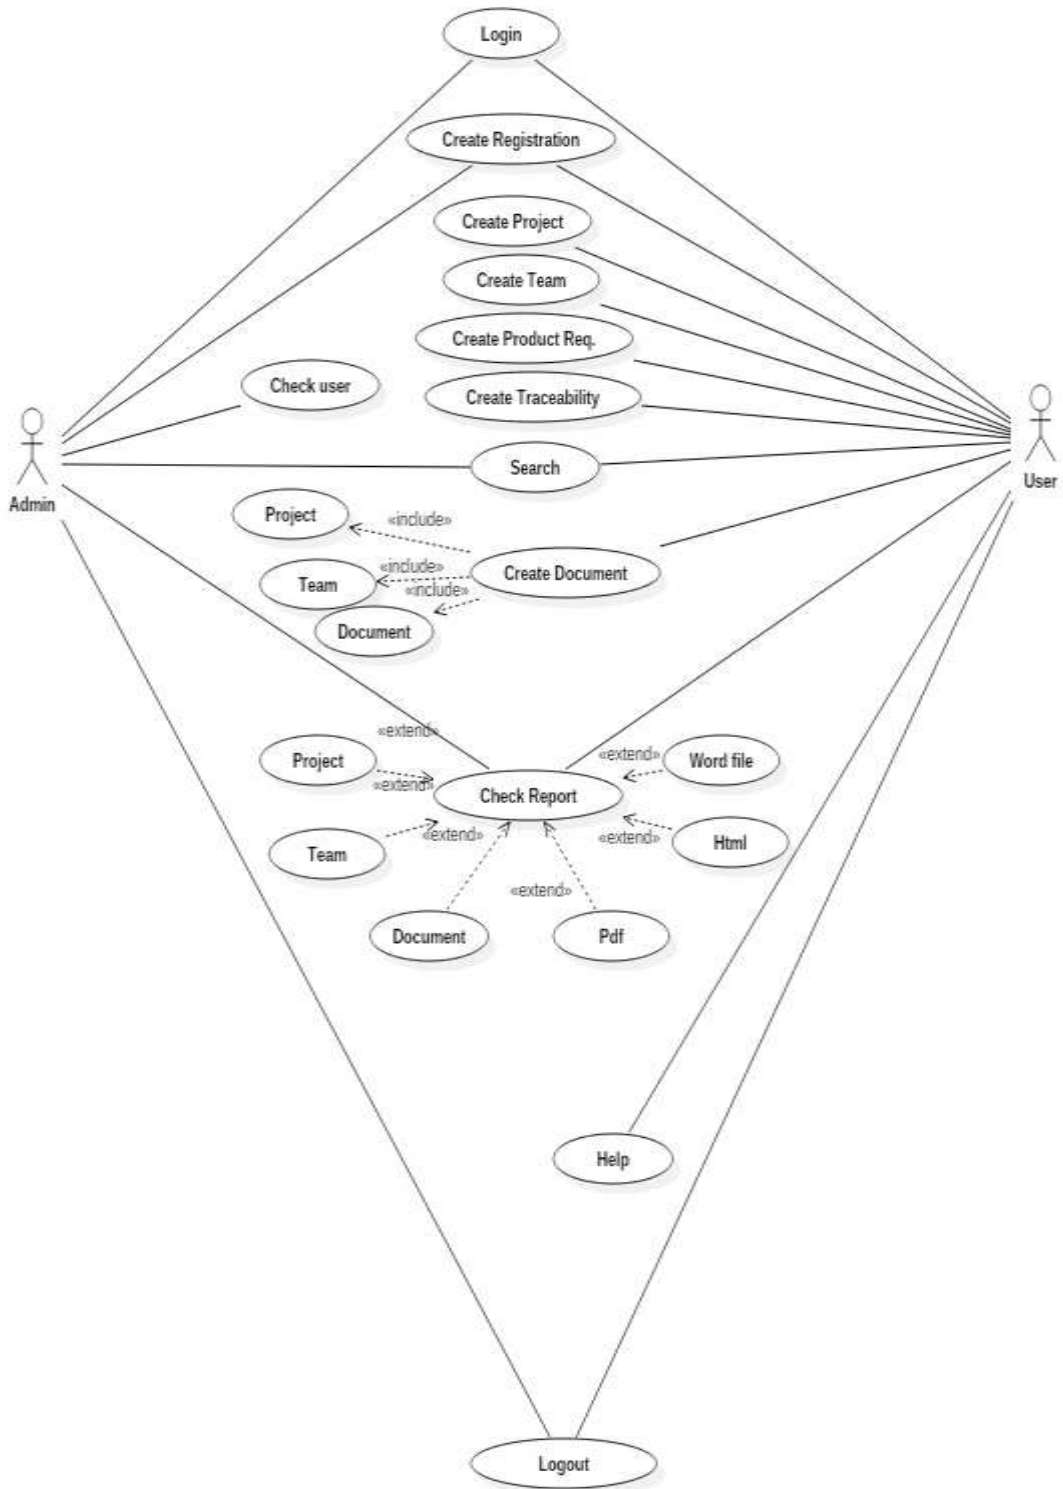 Login
Create Registration
Create Project
Create Team
Create Product Req.
Check user
Create Traceability
Search
User
Admin
Project
«include»
«include»
Team
Create Document
«include»
Document
«extend»
Project
«extend»
Word file
«extend»
Check Report
Team
«extend»
«extend»
Html
«extend»
Document
Pdf
Help
Logout